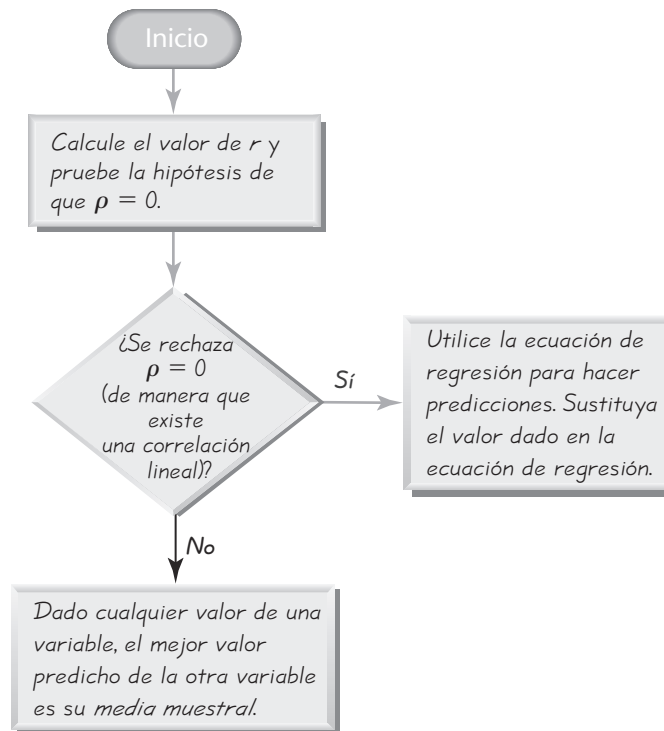 Inicio
Calcule el valor de r y
pruebe la hipótesis de
que ρ = 0.
¿Se rechaza
ρ = 0
(de manera que
existe
una correlación
lineal)?
Sí
Utilice la ecuación de
regresión para hacer
predicciones. Sustituya
el valor dado en la
ecuación de regresión.
No
Dado cualquier valor de una
variable, el mejor valor
predicho de la otra variable
es su media muestral.